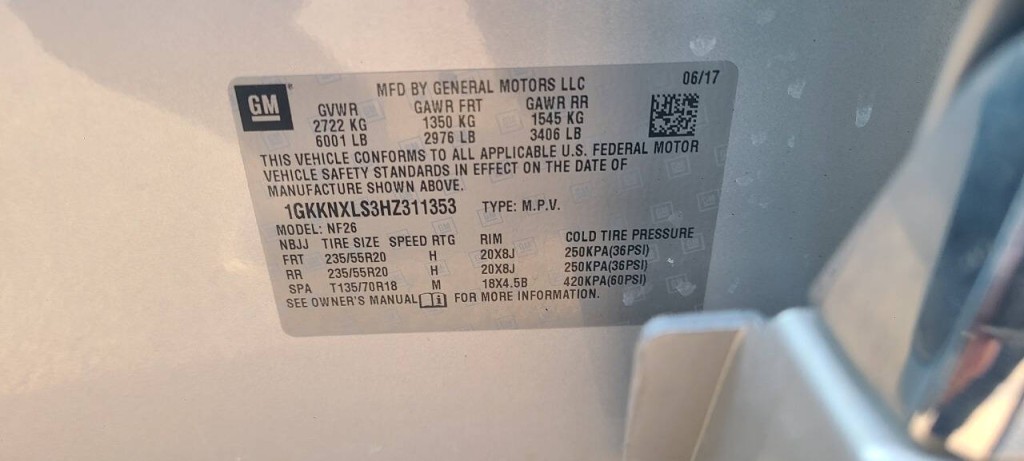 GM MFD BY GENERAL MOTORS LLC 06/17
GVWR GAWR FRT GAWR RR
2722 KG 1350 KG 1545 KG
6001 LB 2976 LB 3406 LB
THIS VEHICLE CONFORMS TO ALL APPLICABLE U.S. FEDERAL MOTOR
VEHICLE SAFETY STANDARDS IN EFFECT ON THE DATE OF
MANUFACTURE SHOWN ABOVE.
1GKKNXLS3HZ311353 TYPE: M.P.V.
MODEL: NF26
NBJJ TIRE SIZE SPEED RTG RIM COLD TIRE PRESSURE
FRT 235/55R20 H 20X8J 250KPA(36PSI)
RR 235/55R20 H 20X8J 250KPA(36PSI)
SPA T135/70R18 M 18X4.5B 420KPA(60PSI)
SEE OWNER'S MANUAL FOR MORE INFORMATION.